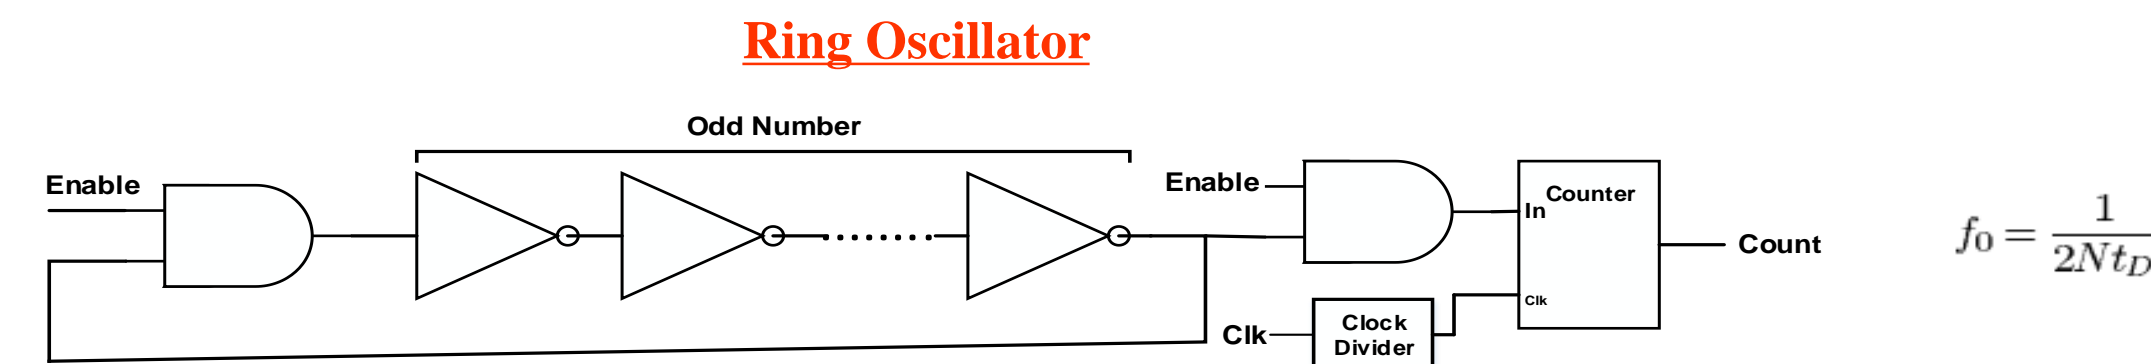 Ring Oscillator
Odd Number
Enable
Enable
In
Counter
Clk
Count
Clk
Clock
Divider
f₀ = 1 / 2Nt_D